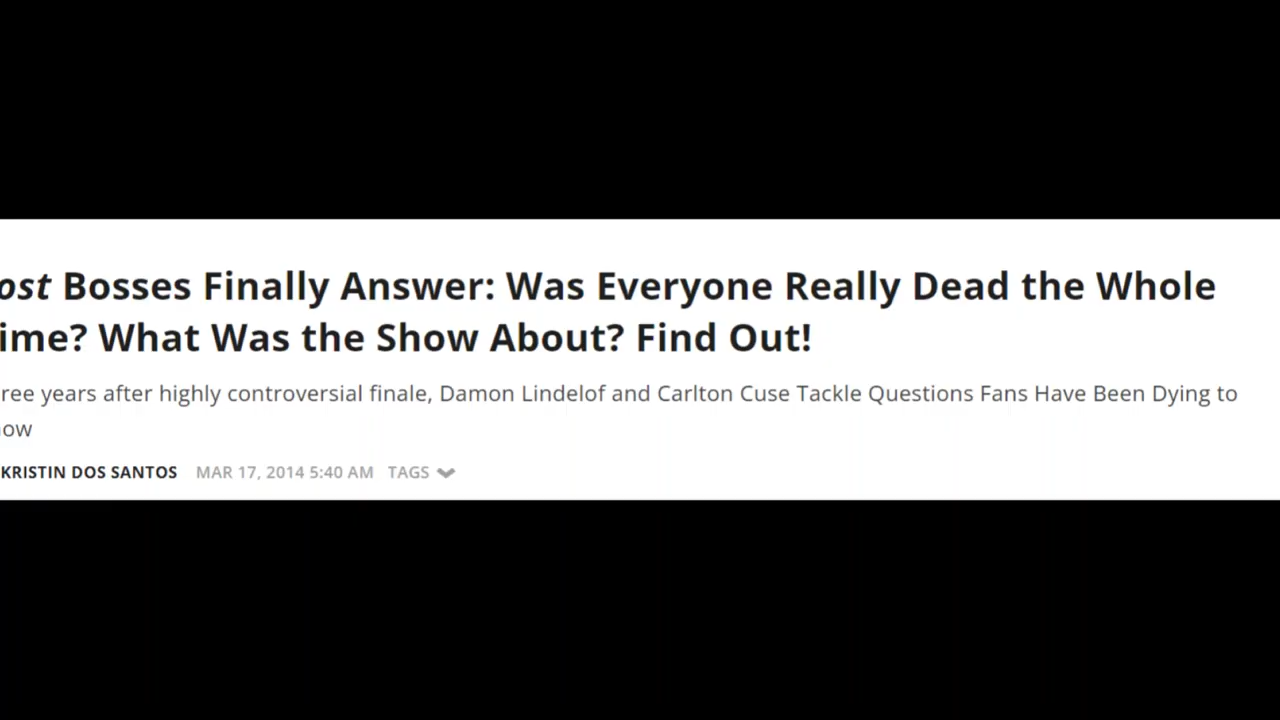 ost Bosses Finally Answer: Was Everyone Really Dead the Whole
ime? What Was the Show About? Find Out!
ree years after highly controversial finale, Damon Lindelof and Carlton Cuse Tackle Questions Fans Have Been Dying to
now
KRISTIN DOS SANTOS MAR 17, 2014 5:40 AM TAGS